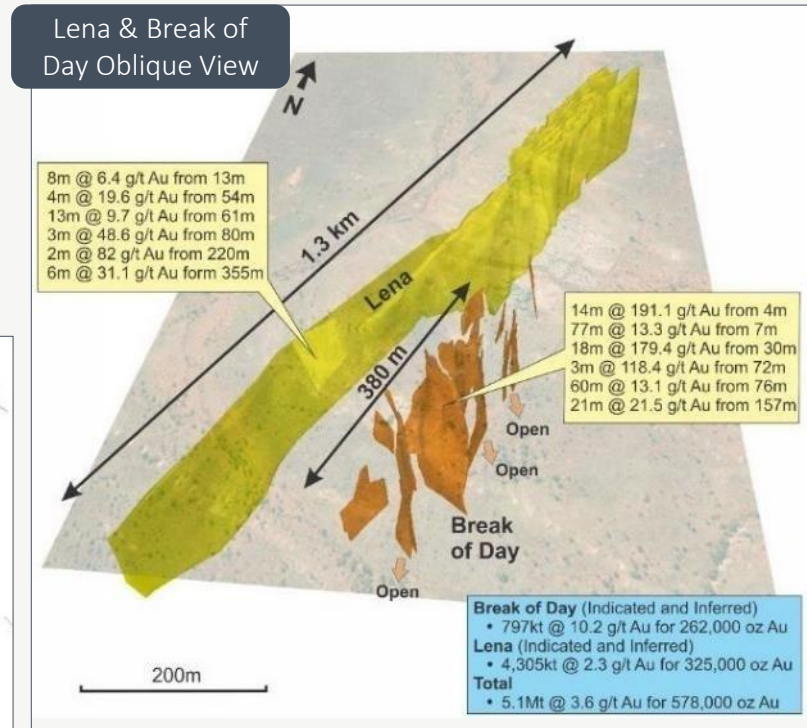 Lena & Break of
Day Oblique View
N
8m @ 6.4 g/t Au from 13m
4m @ 19.6 g/t Au from 54m
13m @ 9.7 g/t Au from 61m
3m @ 48.6 g/t Au from 80m
2m @ 82 g/t Au from 220m
6m @ 31.1 g/t Au form 355m
1.3 km
Lena
380 m
14m @ 191.1 g/t Au from 4m
77m @ 13.3 g/t Au from 7m
18m @ 179.4 g/t Au from 30m
3m @ 118.4 g/t Au from 72m
60m @ 13.1 g/t Au from 76m
21m @ 21.5 g/t Au from 157m
Open
Open
Break
of Day
Open
200m
Break of Day (Indicated and Inferred)
• 797kt @ 10.2 g/t Au for 262,000 oz Au
Lena (Indicated and Inferred)
• 4,305kt @ 2.3 g/t Au for 325,000 oz Au
Total
• 5.1Mt @ 3.6 g/t Au for 578,000 oz Au